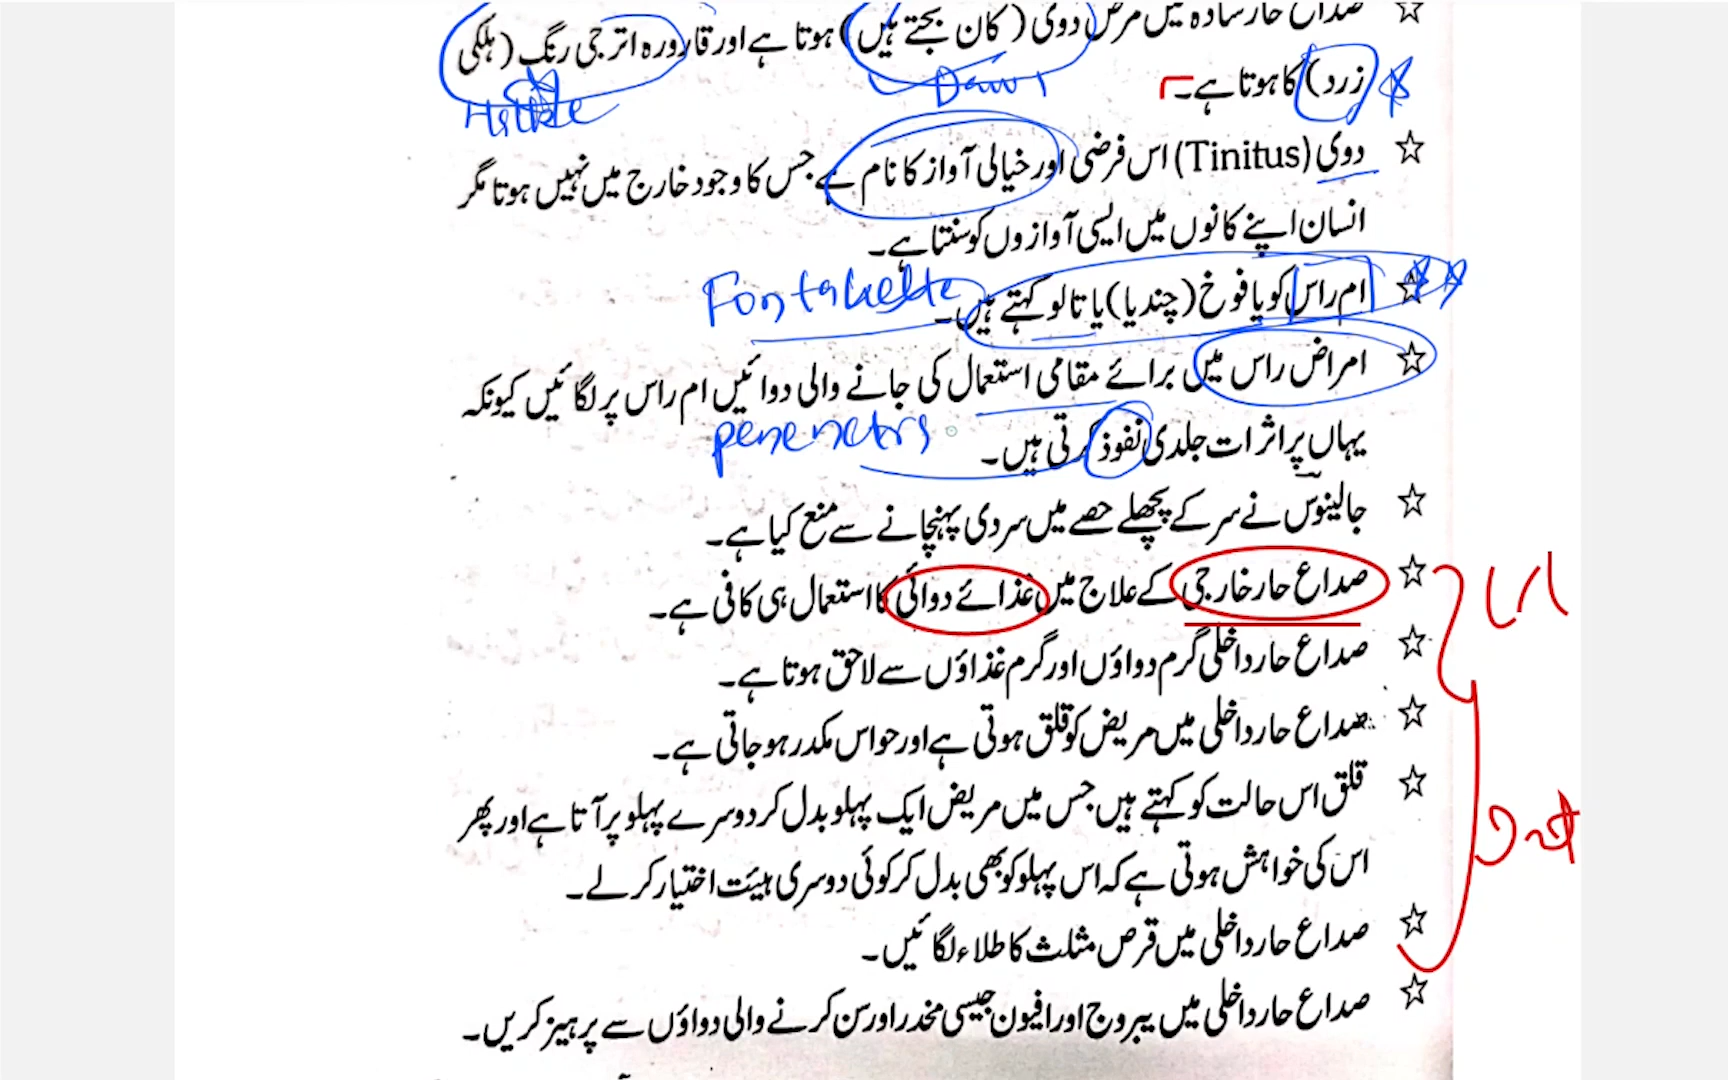 ☆ صداع حار سادہ میں مرض دوی (کان بجتے ہیں) ہوتا ہے اور قارورہ اترجی رنگ (ہلکی
زرد) کا ہوتا ہے۔
Dawi
☆ دوی (Tinitus) اس فرضی اور خیالی آواز کا نام ہے جس کا وجود خارج میں نہیں ہوتا مگر
انسان اپنے کانوں میں ایسی آوازوں کو سنتا ہے۔
☆ ام راس کو یافوخ (چندیا) یا تالو کہتے ہیں۔
☆ امراض راس میں برائے مقامی استعمال کی جانے والی دوائیں ام راس پر لگائیں کیونکہ
یہاں پر اثرات جلدی نفوذ کرتی ہیں۔
☆ جالینوس نے سر کے پچھلے حصے میں سردی پہنچانے سے منع کیا ہے۔
☆ صداع حار خارجی کے علاج میں غذائے دوائی کا استعمال ہی کافی ہے۔
☆ صداع حار داخلی گرم دواؤں اور گرم غذاؤں سے لاحق ہوتا ہے۔
☆ صداع حار داخلی میں مریض کو قلق ہوتی ہے اور حواس مکدر ہو جاتی ہے۔
☆ قلق اس حالت کو کہتے ہیں جس میں مریض ایک پہلو بدل کر دوسرے پہلو پر آتا ہے اور پھر
اس کی خواہش ہوتی ہے کہ اس پہلو کو بھی بدل کر کوئی دوسری ہیئت اختیار کر لے۔
☆ صداع حار داخلی میں قرص مثلث کا طلاء لگائیں۔
☆ صداع حار داخلی میں یبروج اور افیون جیسی مخدر اور سن کرنے والی دواؤں سے پرہیز کریں۔